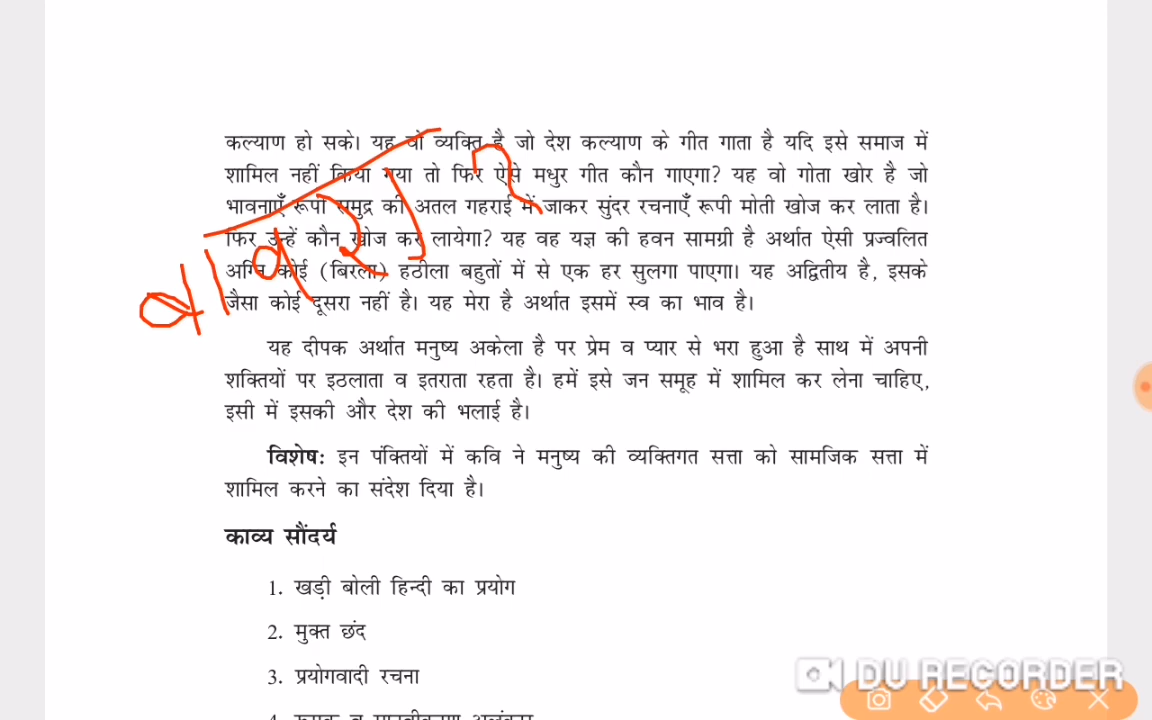 कल्याण हो सके। यह वो व्यक्ति है जो देश कल्याण के गीत गाता है यदि इसे समाज में
शामिल नहीं किया गया तो फिर ऐसे मधुर गीत कौन गाएगा? यह वो गोता खोर है जो
भावनाएँ रूपी समुद्र की अतल गहराई में जाकर सुंदर रचनाएँ रूपी मोती खोज कर लाता है।
फिर उन्हें कौन खोज कर लायेगा? यह वह यज्ञ की हवन सामग्री है अर्थात ऐसी प्रज्वलित
अग्नि कोई (बिरला) हठीला बहुतों में से एक हर सुलगा पाएगा। यह अद्वितीय है, इसके
जैसा कोई दूसरा नहीं है। यह मेरा है अर्थात इसमें स्व का भाव है।
यह दीपक अर्थात मनुष्य अकेला है पर प्रेम व प्यार से भरा हुआ है साथ में अपनी
शक्तियों पर इठलाता व इतराता रहता है। हमें इसे जन समूह में शामिल कर लेना चाहिए,
इसी में इसकी और देश की भलाई है।
विशेष: इन पंक्तियों में कवि ने मनुष्य की व्यक्तिगत सत्ता को सामजिक सत्ता में
शामिल करने का संदेश दिया है।
काव्य सौंदर्य
1. खड़ी बोली हिन्दी का प्रयोग
2. मुक्त छंद
3. प्रयोगवादी रचना
DU RECORDER